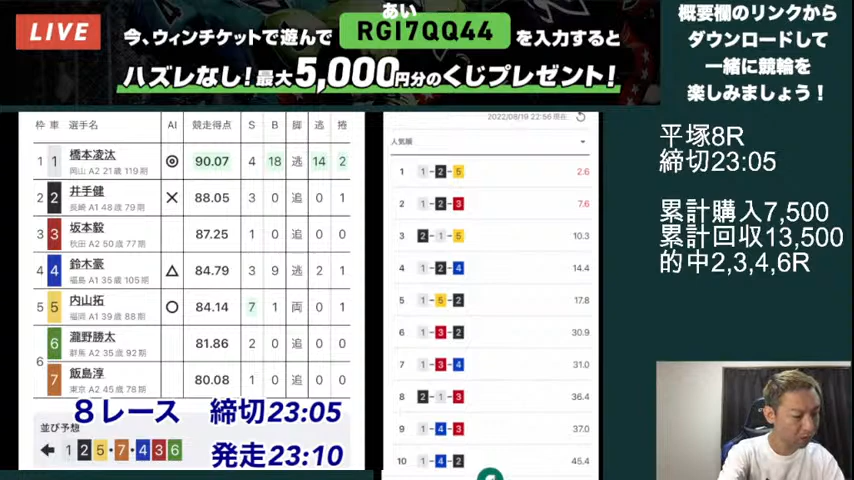 LIVE
あい
今、ウィンチケットで遊んで RGI7QQ44 を入力すると
ハズレなし!最大5,000円分のくじプレゼント!
概要欄のリンクから
ダウンロードして
一緒に競輪を
楽しみましょう!
枠 車 選手名 AI 競走得点 S B 脚 逃 捲
1 1 橋本凌汰 ◎ 90.07 4 18 逃 14 2
岡山 A2 21歳 119期
2 2 井手健 × 88.05 3 0 追 0 1
長崎 A1 48歳 79期
3 3 坂本毅 87.25 1 0 追 0 0
秋田 A2 50歳 77期
4 4 鈴木豪 △ 84.79 3 9 逃 2 1
福島 A1 35歳 105期
5 5 内山拓 ○ 84.14 7 1 両 0 1
福岡 A1 39歳 88期
6 瀧野勝太 81.86 2 0 追 0 0
群馬 A2 35歳 92期
6
7 飯島淳 80.08 1 0 追 0 0
東京 A2 45歳 78期
8レース 締切23:05
並び予想
← 1 2 5・7・4 3 6
発走23:10
2022/08/19 22:56 現在
人気順
1 1-2-5 2.6
2 1-2-3 7.6
3 2-1-5 10.3
4 1-2-4 14.4
5 1-5-2 17.8
6 1-3-2 30.9
7 1-3-4 31.0
8 2-1-3 36.4
9 1-4-3 37.0
10 1-4-2 45.4
平塚8R
締切23:05
累計購入7,500
累計回収13,500
的中2,3,4,6R